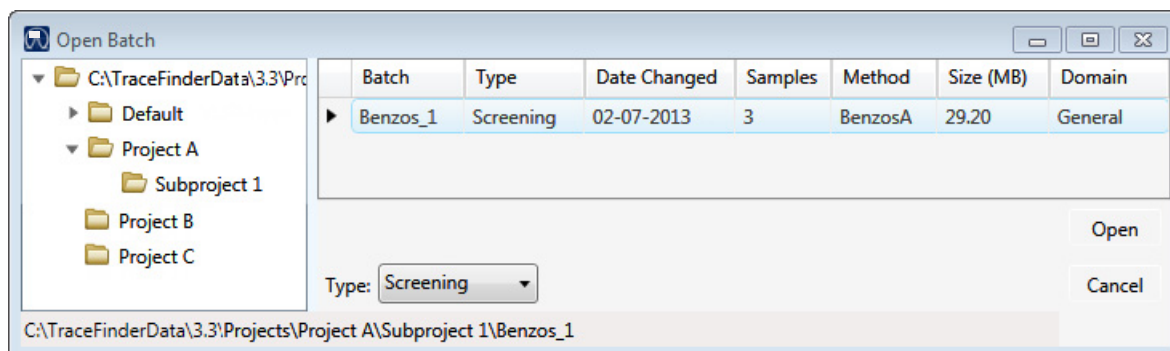 Open Batch
C:\TraceFinderData\3.3\Prc
Default
Project A
Subproject 1
Project B
Project C
Batch Type Date Changed Samples Method Size (MB) Domain
Benzos_1 Screening 02-07-2013 3 BenzosA 29.20 General
Open
Type: Screening
Cancel
C:\TraceFinderData\3.3\Projects\Project A\Subproject 1\Benzos_1